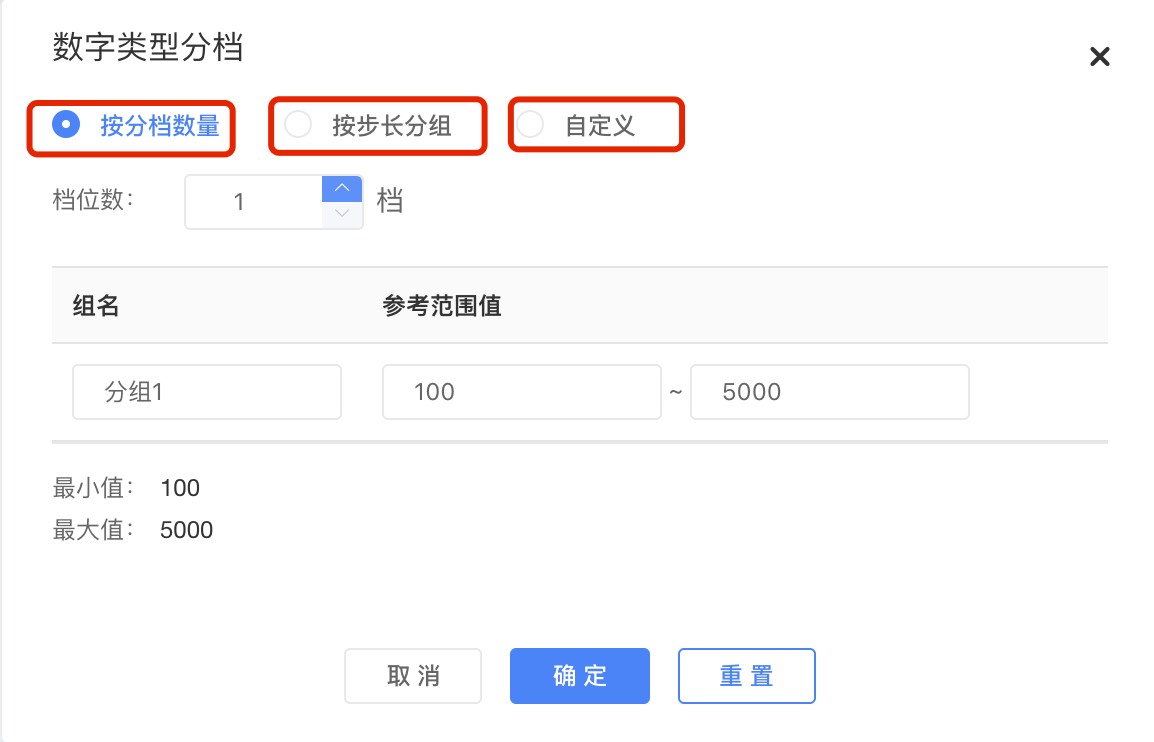 数字类型分档
按分档数量 按步长分组 自定义
档位数： 1 档
组名 参考范围值
分组1 100 ~ 5000
最小值： 100
最大值： 5000
取 消 确 定 重 置